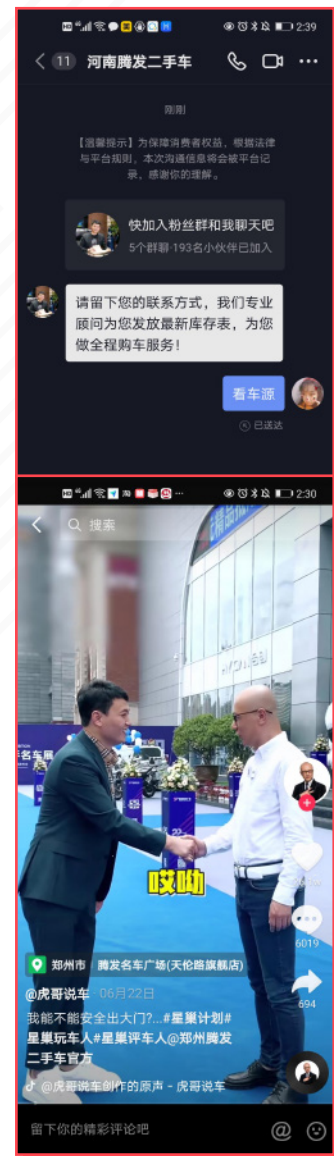 2:39
11 河南腾发二手车
刚刚
【温馨提示】为保障消费者权益，根据法律
与平台规则，本次沟通信息将会被平台记
录，感谢你的理解。
快加入粉丝群和我聊天吧
5个群聊·193名小伙伴已加入
请留下您的联系方式，我们专业
顾问为您发放最新库存表，为您
做全程购车服务！
看车源
已送达
2:30
搜索
名车展
哎呦
6019
郑州市 腾发名车广场(天伦路旗舰店)
694
@虎哥说车 · 06月22日
我能不能安全出大门?...#星巢计划#
星巢玩车人#星巢评车人@郑州腾发
二手车官方
@虎哥说车创作的原声 - 虎哥说车
留下你的精彩评论吧